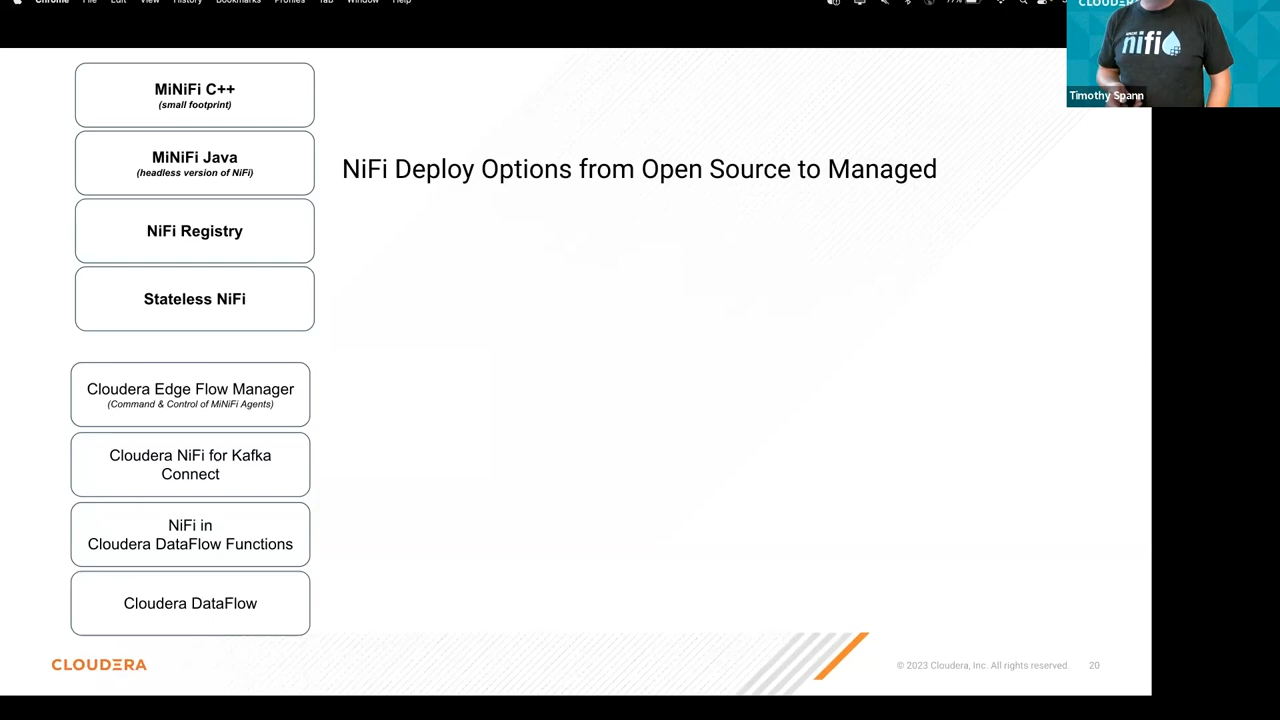 Chrome File Edit View History Bookmarks Profiles Tab Window Help
77%
CLOUDERA
nifi
Timothy Spann
MiNiFi C++
(small footprint)
MiNiFi Java
(headless version of NiFi)
NiFi Registry
Stateless NiFi
NiFi Deploy Options from Open Source to Managed
Cloudera Edge Flow Manager
(Command & Control of MiNiFi Agents)
Cloudera NiFi for Kafka
Connect
NiFi in
Cloudera DataFlow Functions
Cloudera DataFlow
CLOUDERA
© 2023 Cloudera, Inc. All rights reserved
20